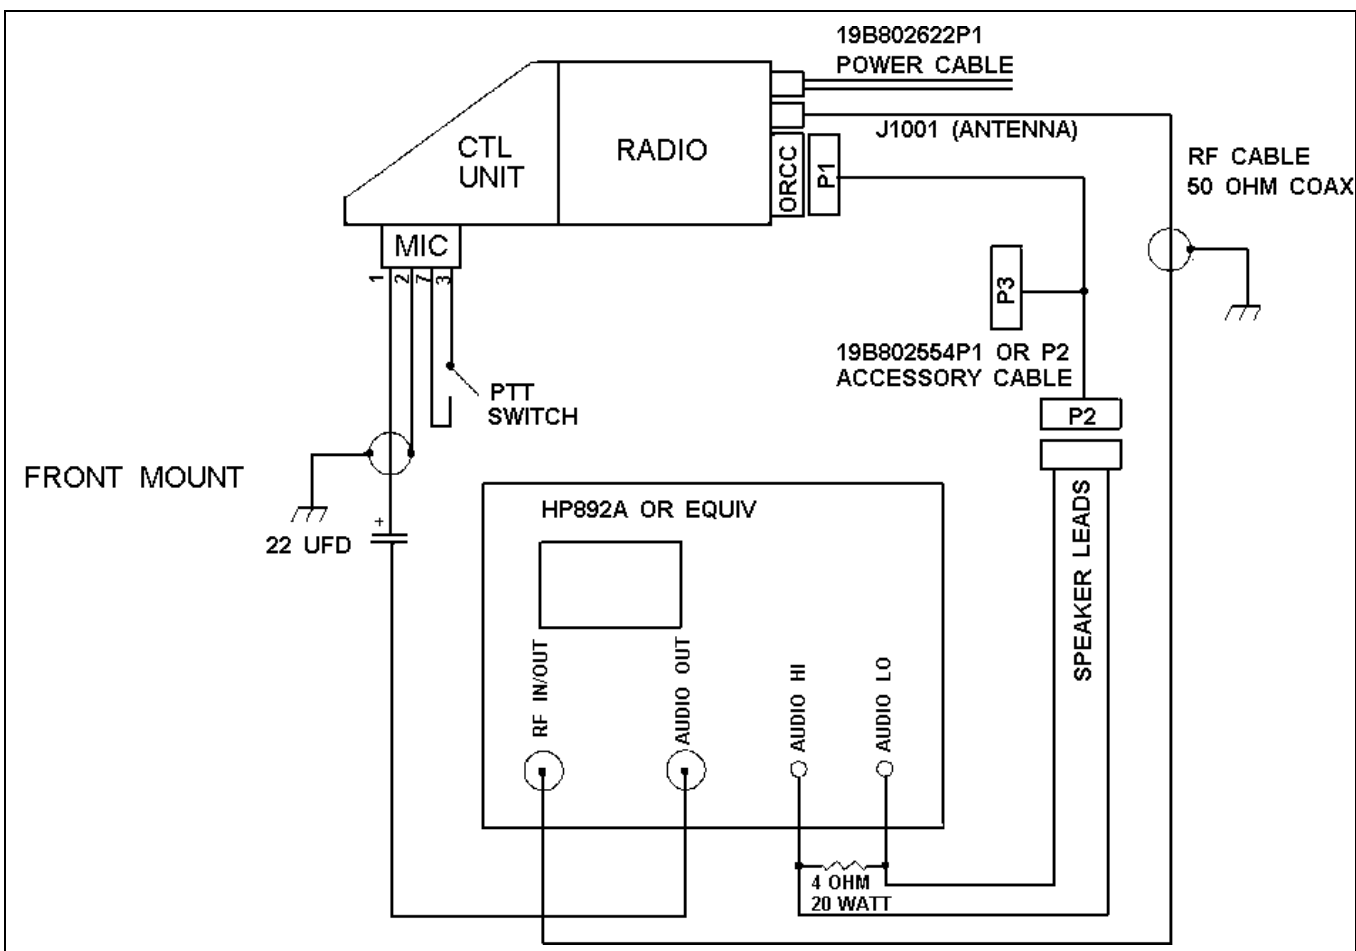 19B802622P1
POWER CABLE
J1001 (ANTENNA)
CTL
UNIT
RADIO
ORCC
P1
RF CABLE
50 OHM COAX
MIC
1
2
7
3
P3
19B802554P1 OR P2
ACCESSORY CABLE
PTT
SWITCH
P2
FRONT MOUNT
+
22 UFD
HP892A OR EQUIV
SPEAKER LEADS
RF IN/OUT
AUDIO OUT
AUDIO HI
AUDIO LO
4 OHM
20 WATT